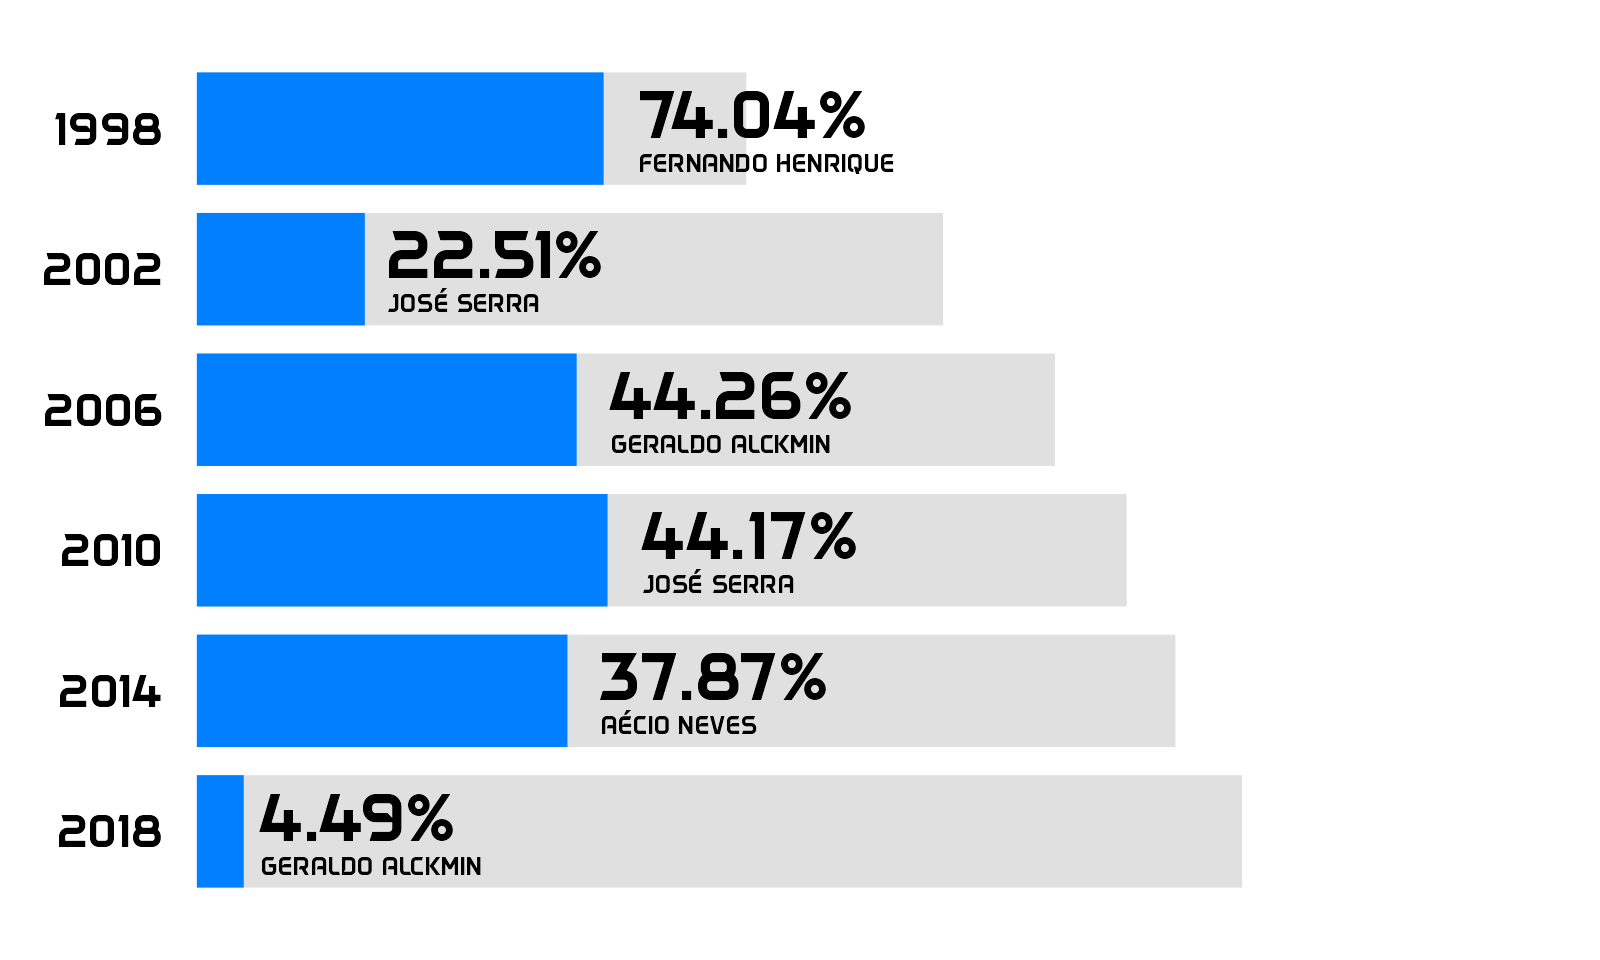 1998
74.04%
FERNANDO HENRIQUE
2002
22.51%
JOSÉ SERRA
2006
44.26%
GERALDO ALCKMIN
2010
44.17%
JOSÉ SERRA
2014
37.87%
AÉCIO NEVES
2018
4.49%
GERALDO ALCKMIN